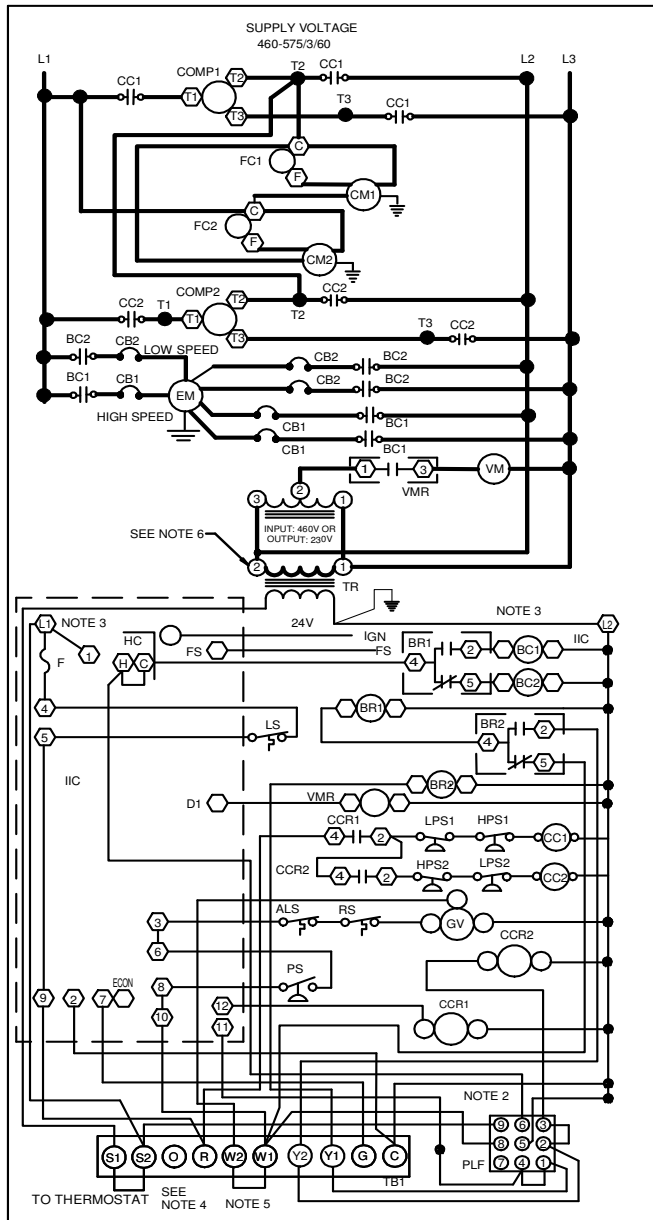 SUPPLY VOLTAGE
460-575/3/60
L1 L2 L3
CC1 COMP1 T2 T2 CC1
T1 T3 T3 CC1
C
FC1
F
CM1
C
FC2
F
CM2
CC2 T1 COMP2 T2 T2 CC2
T1 T3 T3 CC2
BC2 CB2 LOW SPEED CB2 BC2
BC1 CB1 EM CB2 BC2
HIGH SPEED CB1
CB1 BC1 BC1
1 3 VM
VMR
3 2 1
INPUT: 460V OR
OUTPUT: 230V
SEE NOTE 6 2 1
TR
24V
L1 NOTE 3 NOTE 3 L2
IGN
HC BR1 IIC
F 1 FS FS 2 BC1
H C 4 5 BC2
4 BR1
BR2
5 LS 4 2
5
IIC
BR2
D1 VMR
CCR1 LPS1 HPS1
4 2 CC1
CCR2 HPS2 LPS2
4 2 CC2
3 ALS RS GV
CCR2
6
PS
8
ECON
9 2 7 12 CCR1
10 11
NOTE 2
9 6 3
8 5 2
PLF 7 4 1
S1 S2 O R W2 W1 Y2 Y1 G C
TB1
TO THERMOSTAT SEE
NOTE 4 NOTE 5